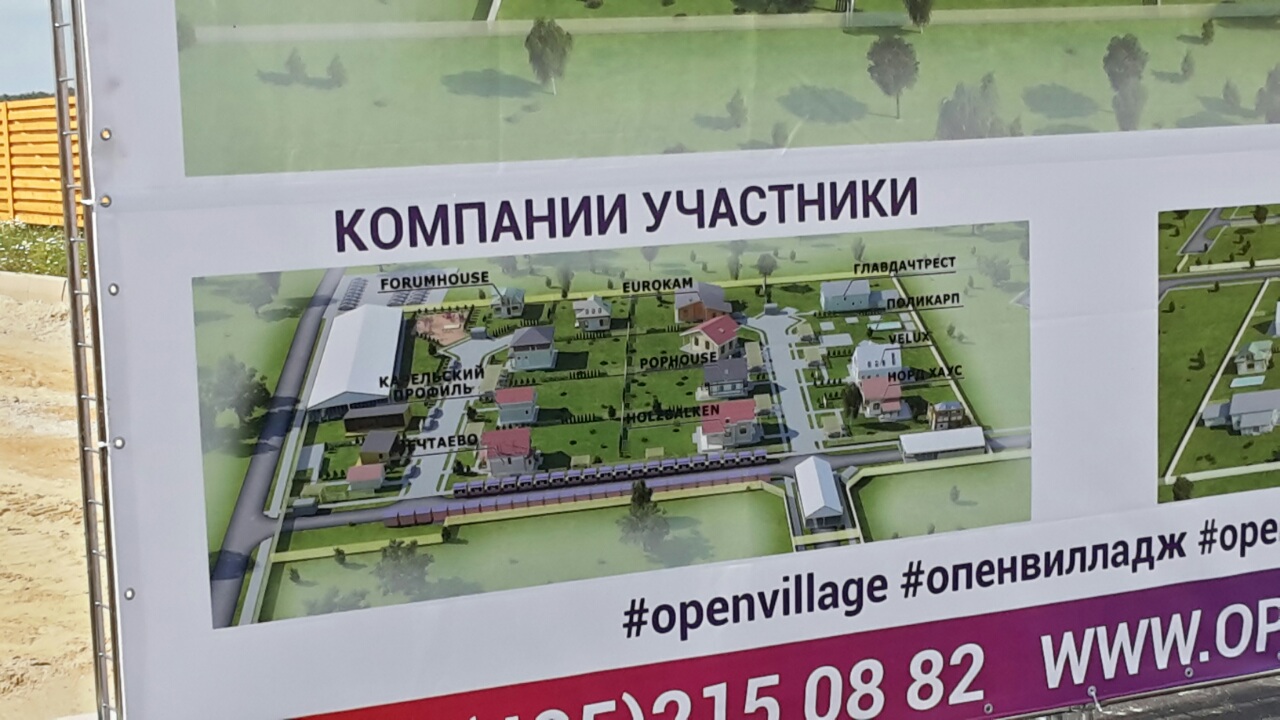 КОМПАНИИ УЧАСТНИКИ
FORUMHOUSE
EUROKAM
ГЛАВДАЧТРЕСТ
ПОЛИКАРП
VELUX
POPHOUSE
НОРД ХАУС
КАРЕЛЬСКИЙ
ПРОФИЛЬ
HOLZBALKEN
МЕЧТАЕВО
#openvillage #опенвилладж #ope
215 08 82 WWW.OP